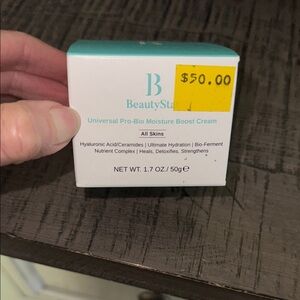 B
$50.00
BeautySta
Universal Pro-Bio Moisture Boost Cream
All Skins
Hyaluronic Acid/Ceramides | Ultimate Hydration | Bio-Ferment
Nutrient Complex | Heals, Detoxifies, Strengthens
NET WT. 1.7 OZ./ 50g℮